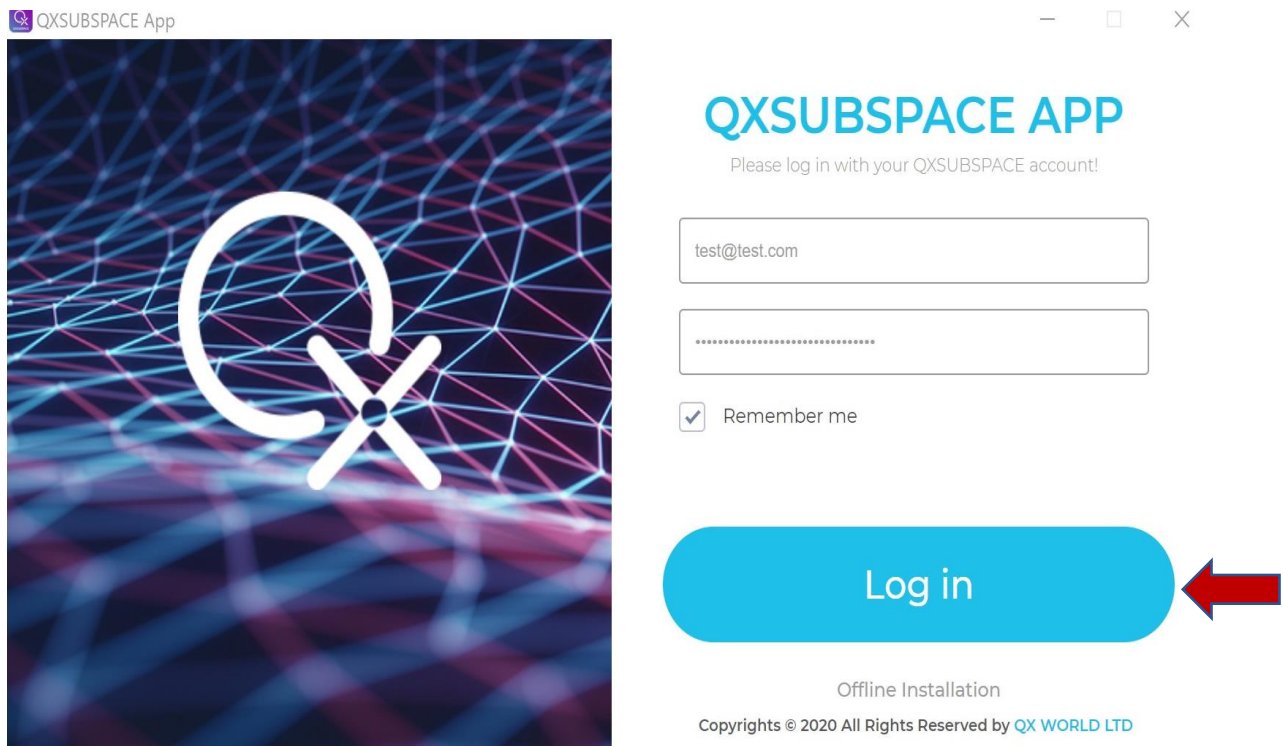 QXSUBSPACE App
QXSUBSPACE APP
Please log in with your QXSUBSPACE account!
test@test.com
••••••••••••••••••••••••••••••••
Remember me
Log in
Offline Installation
Copyrights © 2020 All Rights Reserved by QX WORLD LTD